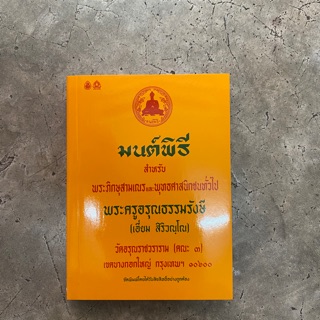 มนต์พิธี
สำหรับ
พระภิกษุสามเณรและพุทธศาสนิกชนทั่วไป
พระครูอรุณธรรมรังษี
(เอี่ยม สิริวณฺโณ)
วัดอรุณราชวราราม (คณะ ๓)
เขตบางกอกใหญ่ กรุงเทพฯ ๑๐๖๐๐